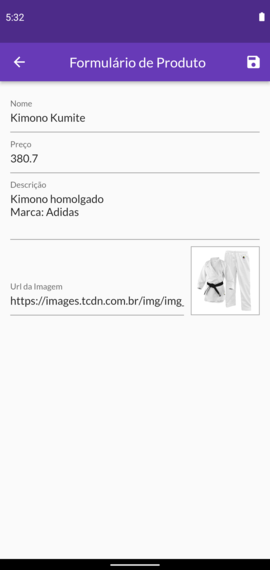 5:32
Formulário de Produto
Nome
Kimono Kumite
Preço
380.7
Descrição
Kimono homolgado
Marca: Adidas
Url da Imagem
https://images.tcdn.com.br/img/img_